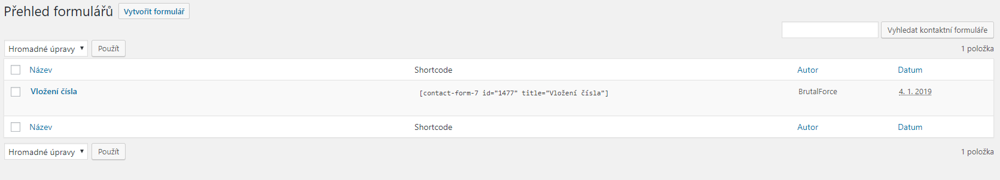 Přehled formulářů Vytvořit formulář
Vyhledat kontaktní formuláře
Hromadné úpravy Použít 1 položka
Název Shortcode Autor Datum
Vložení čísla [contact-form-7 id="1477" title="Vložení čísla"] BrutalForce 4. 1. 2019
Název Shortcode Autor Datum
Hromadné úpravy Použít 1 položka